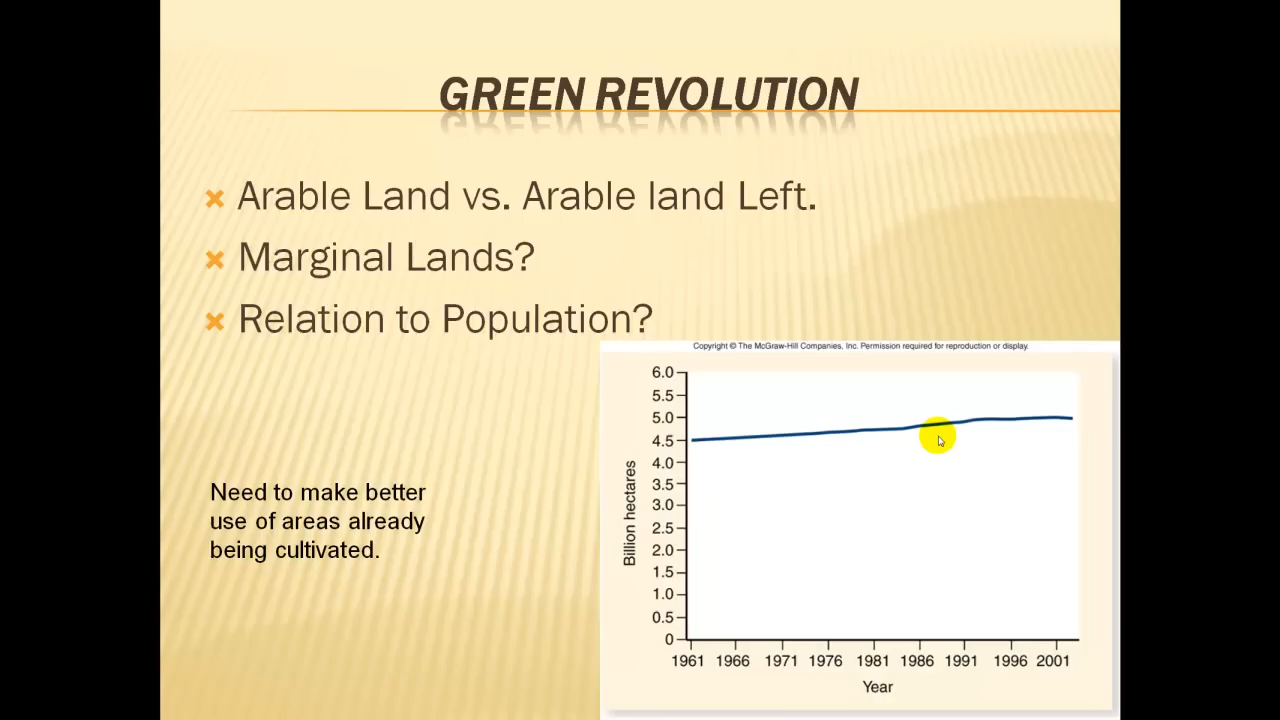 GREEN REVOLUTION
Arable Land vs. Arable land Left.
Marginal Lands?
Relation to Population?
Copyright © The McGraw-Hill Companies, Inc. Permission required for reproduction or display.
Need to make better
use of areas already
being cultivated.
6.0
5.5
5.0
4.5
4.0
3.5
3.0
2.5
2.0
1.5
1.0
0.5
0
Billion hectares
1961 1966 1971 1976 1981 1986 1991 1996 2001
Year